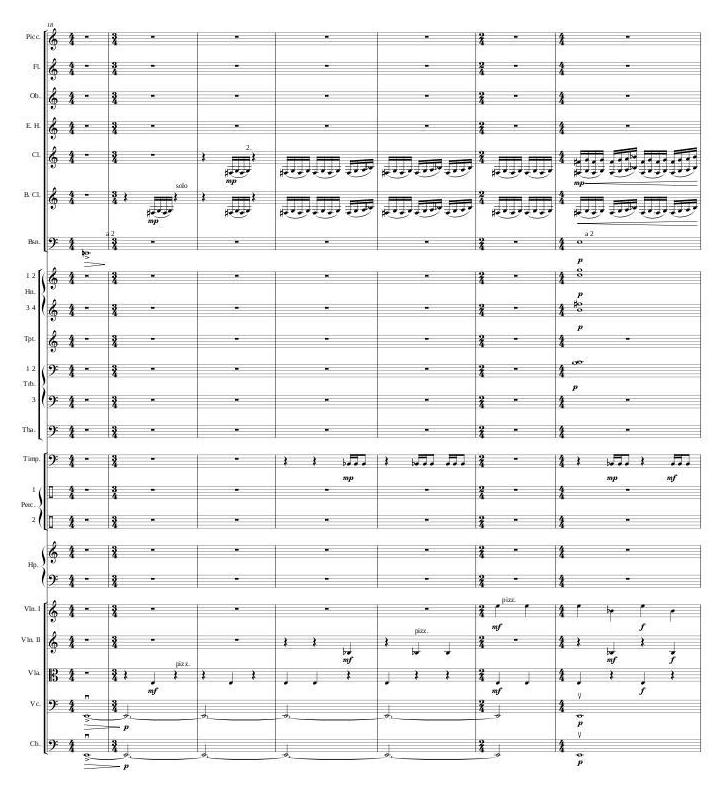 18
Picc.
Fl.
Ob.
E. H.
Cl.
2.
mp
mp
B. Cl.
solo
mp
Bsn.
a 2
a 2
p
1 2
Hn.
p
3 4
p
Tpt.
1 2
Trb.
p
3
Tba.
Timp.
mp
mp
mf
1
Perc.
2
Hp.
Vln. I
pizz.
mf
f
Vln. II
pizz.
mf
mf
f
Vla.
pizz.
mf
mf
f
Vc.
p
p
Cb.
p
p